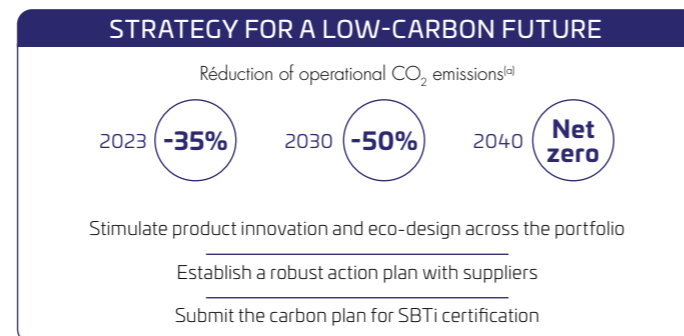 STRATEGY FOR A LOW-CARBON FUTURE
Réduction of operational CO₂ emissions⁽ᵃ⁾
2023 -35% 2030 -50% 2040 Net zero
Stimulate product innovation and eco-design across the portfolio
Establish a robust action plan with suppliers
Submit the carbon plan for SBTi certification